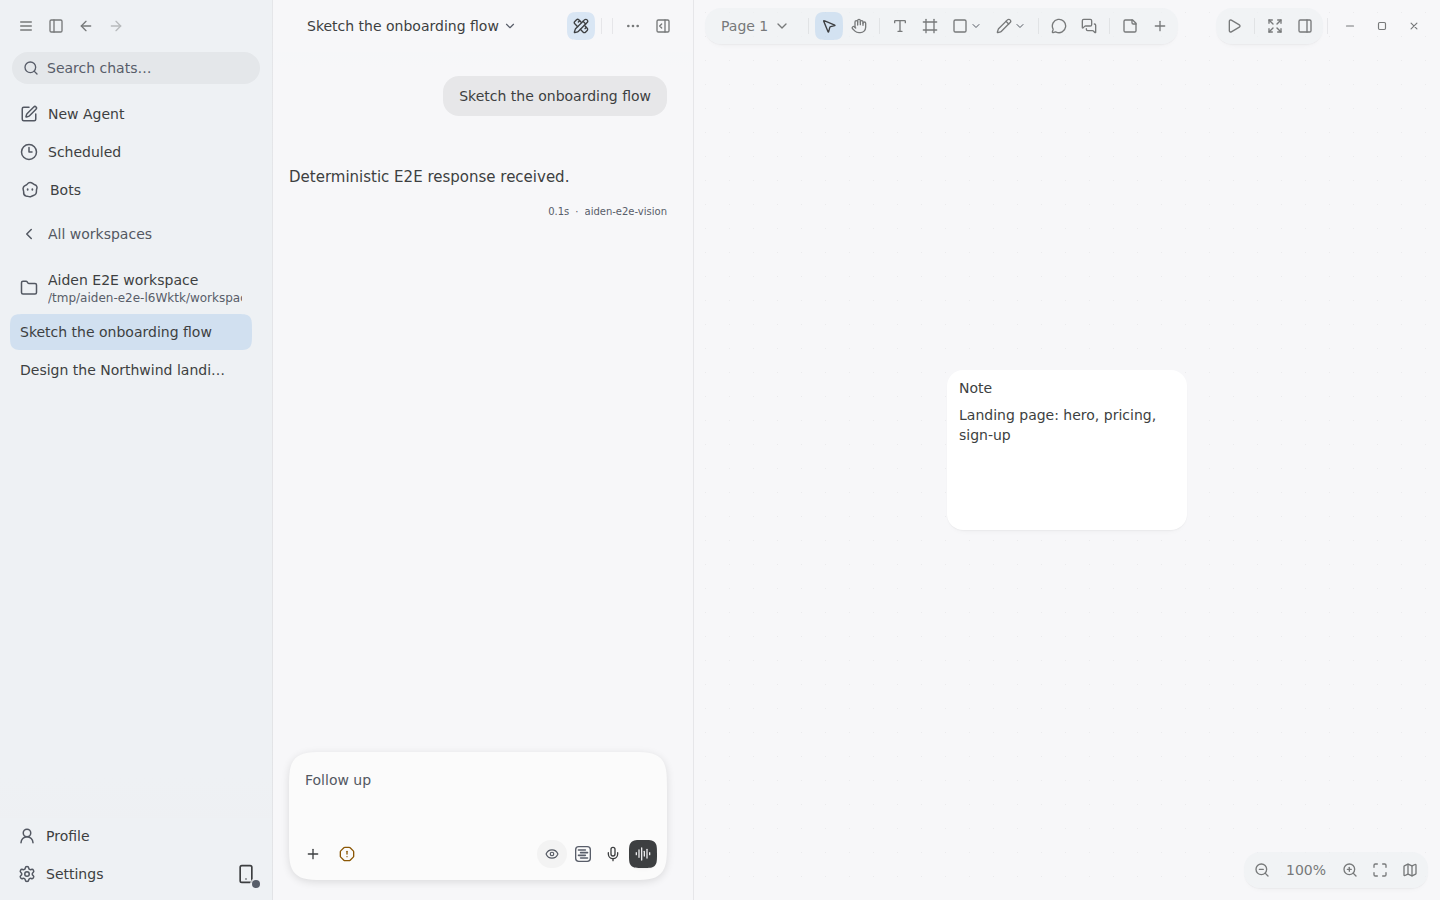 Search chats...
New Agent
Scheduled
Bots
All workspaces
Aiden E2E workspace
/tmp/aiden-e2e-l6Wktk/workspa
Sketch the onboarding flow
Design the Northwind landi...
Profile
Settings
Sketch the onboarding flow
Sketch the onboarding flow
Deterministic E2E response received.
0.1s · aiden-e2e-vision
Follow up
Page 1
Note
Landing page: hero, pricing,
sign-up
100%